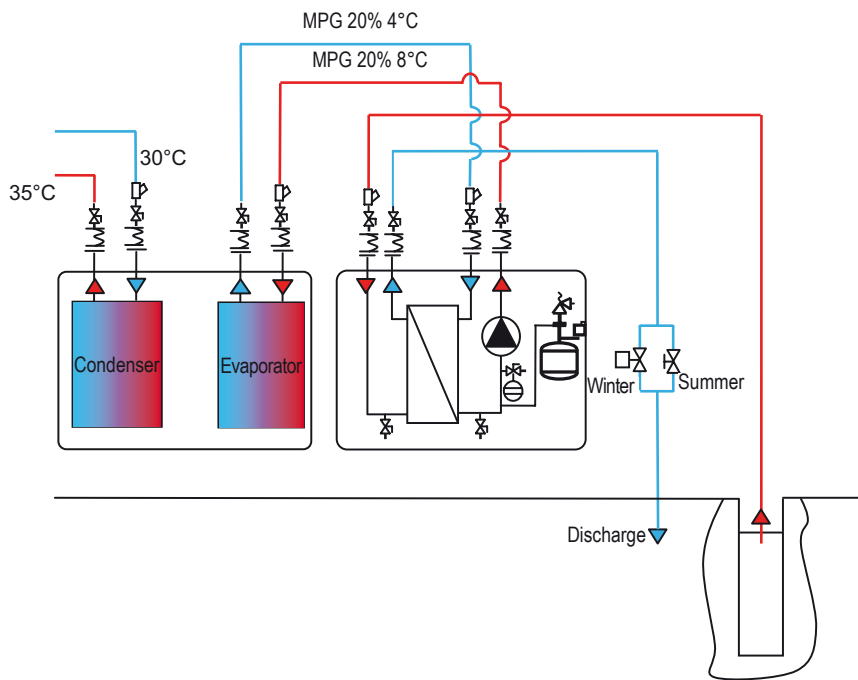 MPG 20% 4°C
MPG 20% 8°C
30°C
35°C
Condenser
Evaporator
Winter
Summer
Discharge